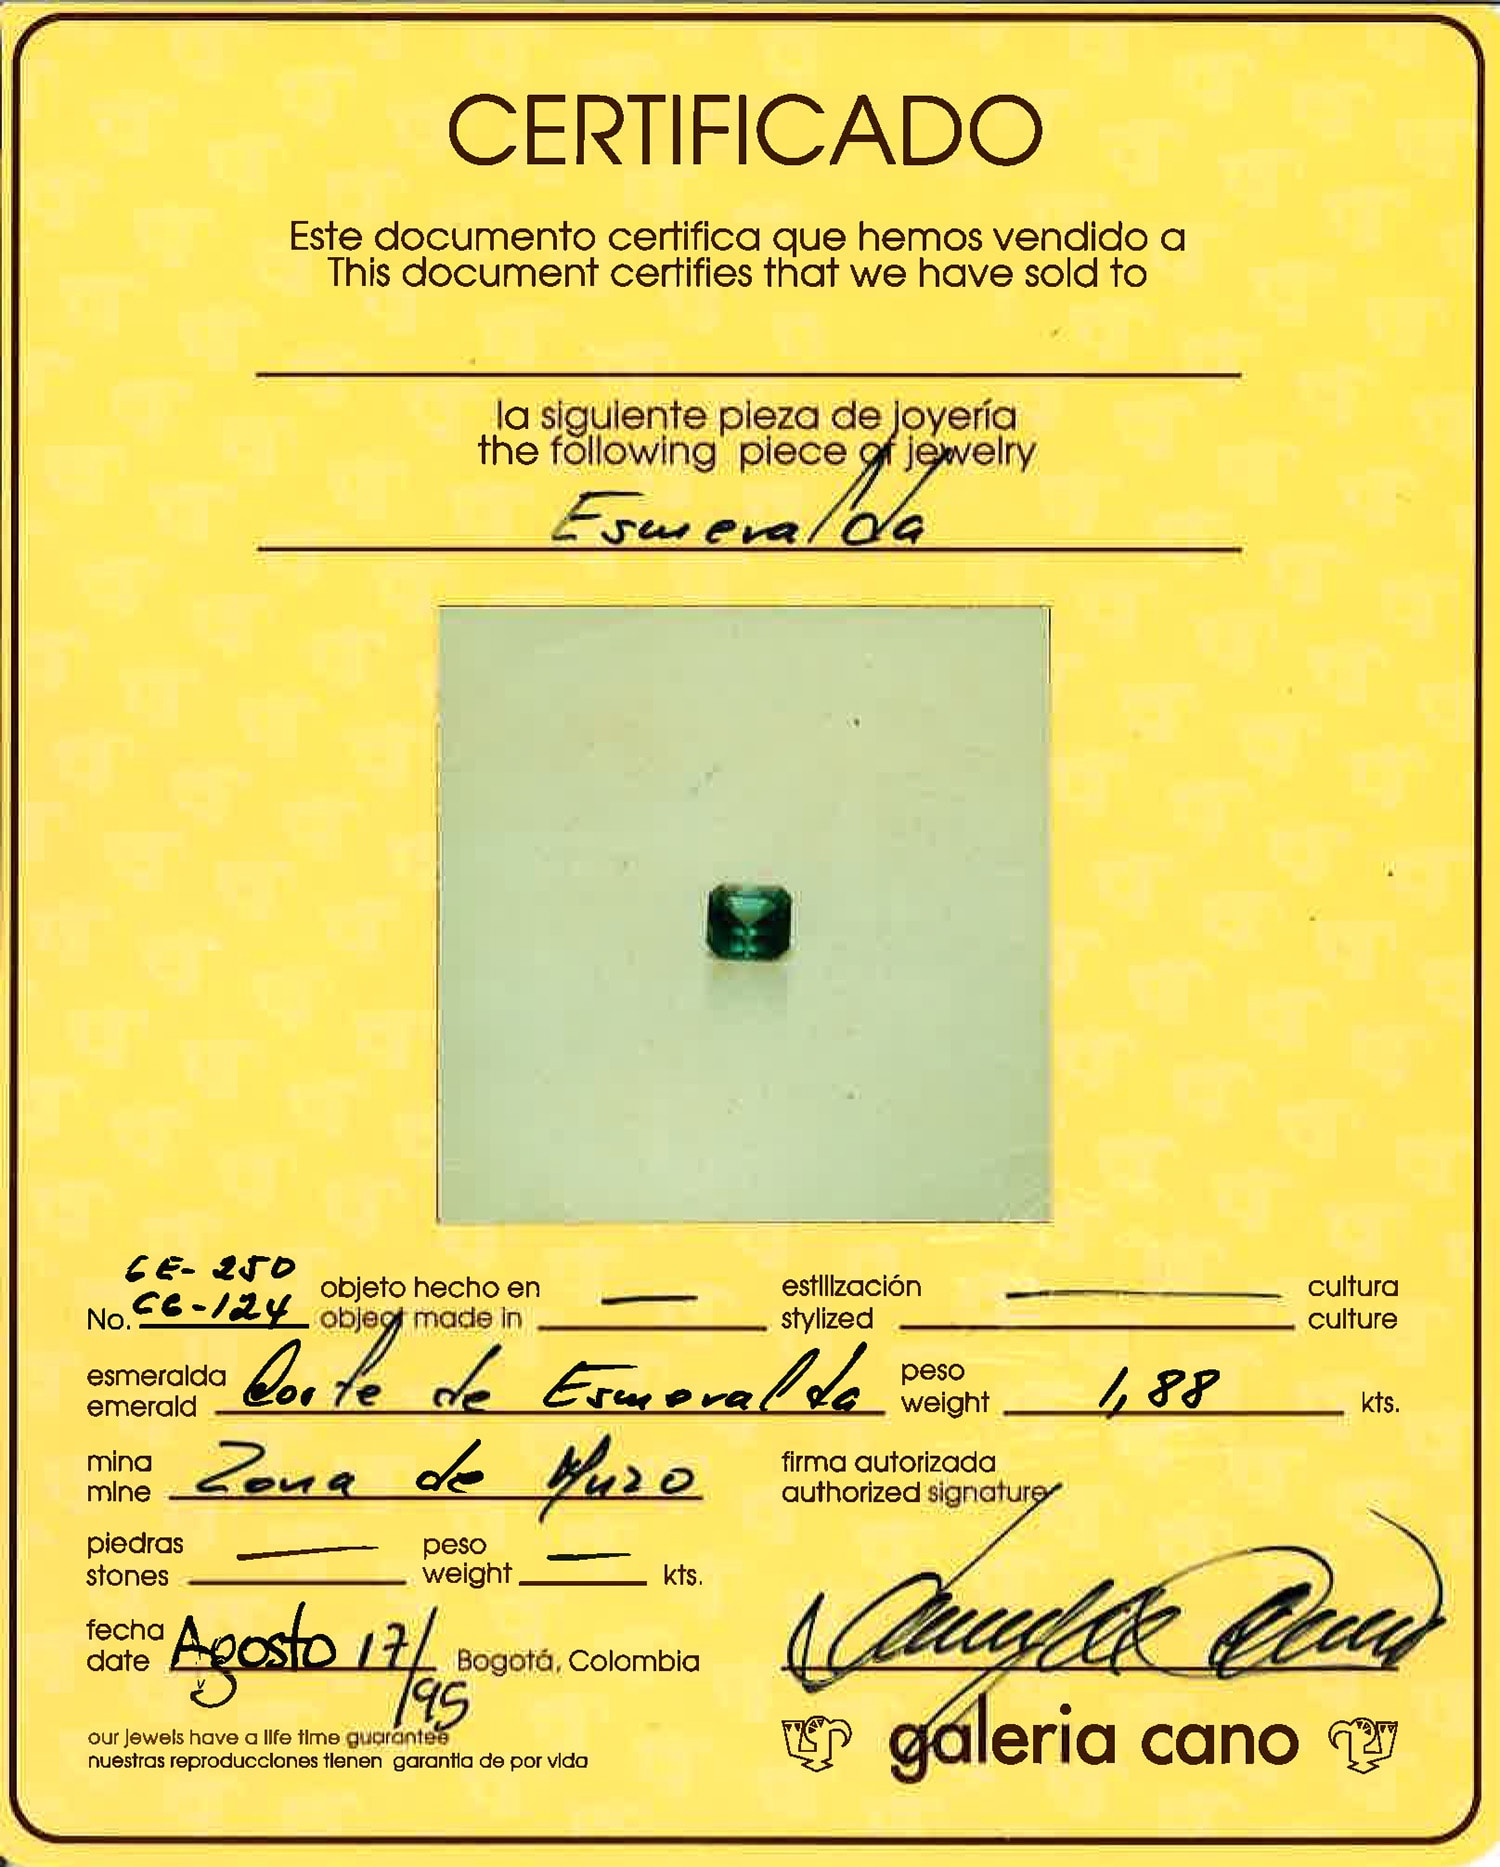 CERTIFICADO
Este documento certifica que hemos vendido a
This document certifies that we have sold to
la siguiente pieza de joyería
the following piece of jewelry
Esmeralda
CE-250
No. CG-124
objeto hecho en —
object made in
estilización — cultura
stylized culture
esmeralda
emerald Corte de Esmeralda
peso
weight 1,88 kts.
mina
mine Zona de Muzo
firma autorizada
authorized signature
piedras —
stones
peso —
weight kts.
fecha
date Agosto 17/95 Bogotá, Colombia
our jewels have a life time guarantee
nuestras reproducciones tienen garantía de por vida
galeria cano